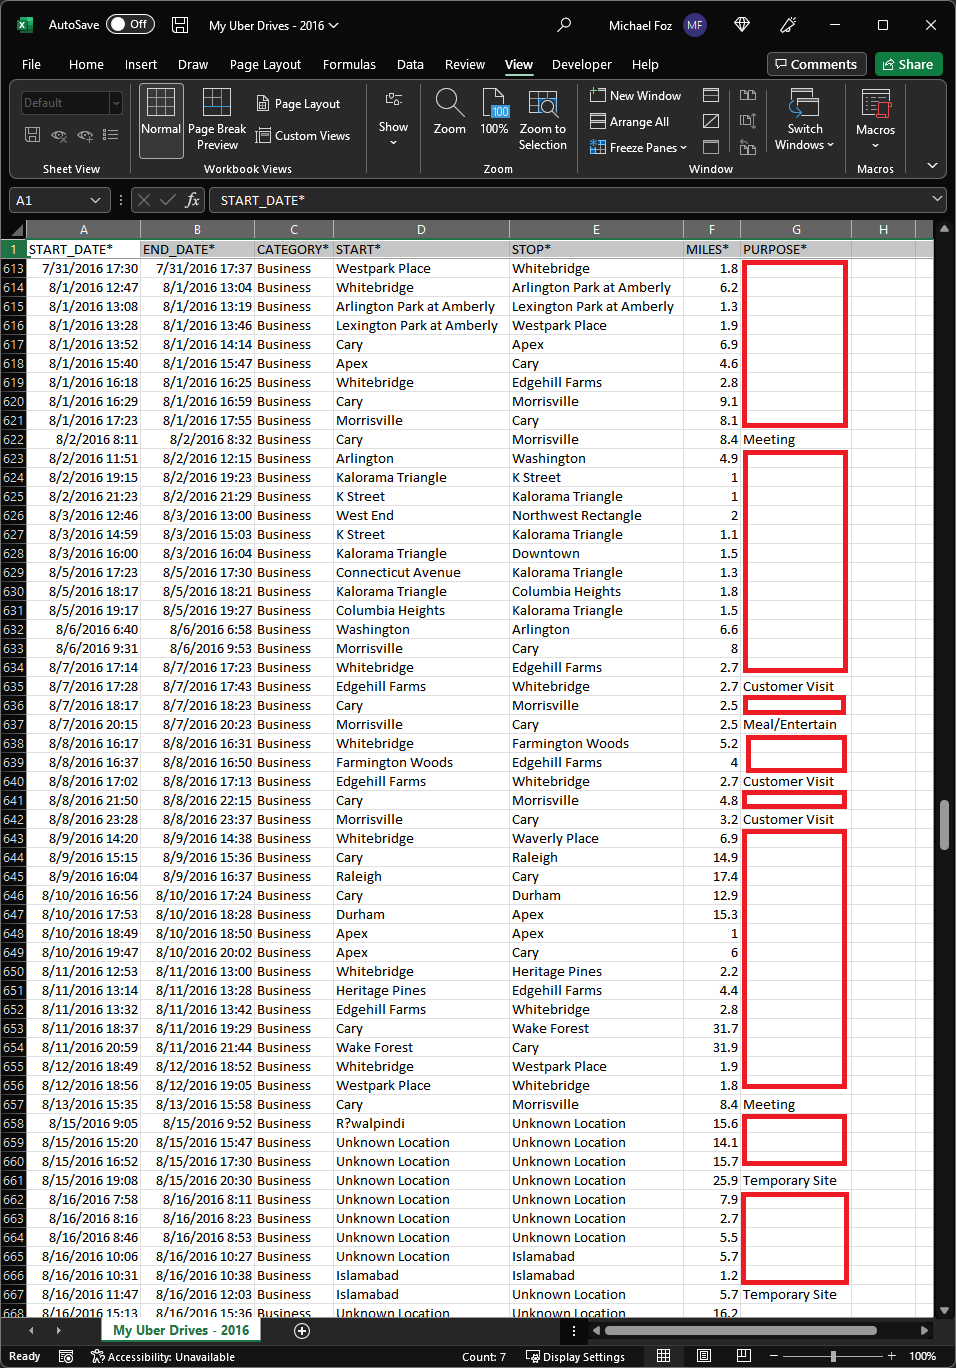 AutoSave Off My Uber Drives - 2016 Michael Foz MF
File Home Insert Draw Page Layout Formulas Data Review View Developer Help Comments Share
Default
Normal Page Break Preview Page Layout Custom Views
Show
Zoom 100 100% Zoom to Selection
New Window Arrange All Freeze Panes
Switch Windows
Macros
Sheet View Workbook Views Zoom Window Macros
A1 fx START_DATE*
A B C D E F G H
1 START_DATE* END_DATE* CATEGORY* START* STOP* MILES* PURPOSE*
613 7/31/2016 17:30 7/31/2016 17:37 Business Westpark Place Whitebridge 1.8
614 8/1/2016 12:47 8/1/2016 13:04 Business Whitebridge Arlington Park at Amberly 6.2
615 8/1/2016 13:08 8/1/2016 13:19 Business Arlington Park at Amberly Lexington Park at Amberly 1.3
616 8/1/2016 13:28 8/1/2016 13:46 Business Lexington Park at Amberly Westpark Place 1.9
617 8/1/2016 13:52 8/1/2016 14:14 Business Cary Apex 6.9
618 8/1/2016 15:40 8/1/2016 15:47 Business Apex Cary 4.6
619 8/1/2016 16:18 8/1/2016 16:25 Business Whitebridge Edgehill Farms 2.8
620 8/1/2016 16:29 8/1/2016 16:59 Business Cary Morrisville 9.1
621 8/1/2016 17:23 8/1/2016 17:55 Business Morrisville Cary 8.1
622 8/2/2016 8:11 8/2/2016 8:32 Business Cary Morrisville 8.4 Meeting
623 8/2/2016 11:51 8/2/2016 12:15 Business Arlington Washington 4.9
624 8/2/2016 19:15 8/2/2016 19:23 Business Kalorama Triangle K Street 1
625 8/2/2016 21:23 8/2/2016 21:29 Business K Street Kalorama Triangle 1
626 8/3/2016 12:46 8/3/2016 13:00 Business West End Northwest Rectangle 2
627 8/3/2016 14:59 8/3/2016 15:03 Business K Street Kalorama Triangle 1.1
628 8/3/2016 16:00 8/3/2016 16:04 Business Kalorama Triangle Downtown 1.5
629 8/5/2016 17:23 8/5/2016 17:30 Business Connecticut Avenue Kalorama Triangle 1.3
630 8/5/2016 18:17 8/5/2016 18:21 Business Kalorama Triangle Columbia Heights 1.8
631 8/5/2016 19:17 8/5/2016 19:27 Business Columbia Heights Kalorama Triangle 1.5
632 8/6/2016 6:40 8/6/2016 6:58 Business Washington Arlington 6.6
633 8/6/2016 9:31 8/6/2016 9:53 Business Morrisville Cary 8
634 8/7/2016 17:14 8/7/2016 17:23 Business Whitebridge Edgehill Farms 2.7
635 8/7/2016 17:28 8/7/2016 17:43 Business Edgehill Farms Whitebridge 2.7 Customer Visit
636 8/7/2016 18:17 8/7/2016 18:23 Business Cary Morrisville 2.5
637 8/7/2016 20:15 8/7/2016 20:23 Business Morrisville Cary 2.5 Meal/Entertain
638 8/8/2016 16:17 8/8/2016 16:31 Business Whitebridge Farmington Woods 5.2
639 8/8/2016 16:37 8/8/2016 16:50 Business Farmington Woods Edgehill Farms 4
640 8/8/2016 17:02 8/8/2016 17:13 Business Edgehill Farms Whitebridge 2.7 Customer Visit
641 8/8/2016 21:50 8/8/2016 22:15 Business Cary Morrisville 4.8
642 8/8/2016 23:28 8/8/2016 23:37 Business Morrisville Cary 3.2 Customer Visit
643 8/9/2016 14:20 8/9/2016 14:38 Business Whitebridge Waverly Place 6.9
644 8/9/2016 15:15 8/9/2016 15:36 Business Cary Raleigh 14.9
645 8/9/2016 16:04 8/9/2016 16:37 Business Raleigh Cary 17.4
646 8/10/2016 16:56 8/10/2016 17:24 Business Cary Durham 12.9
647 8/10/2016 17:53 8/10/2016 18:28 Business Durham Apex 15.3
648 8/10/2016 18:49 8/10/2016 18:50 Business Apex Apex 1
649 8/10/2016 19:47 8/10/2016 20:02 Business Apex Cary 6
650 8/11/2016 12:53 8/11/2016 13:00 Business Whitebridge Heritage Pines 2.2
651 8/11/2016 13:14 8/11/2016 13:28 Business Heritage Pines Edgehill Farms 4.4
652 8/11/2016 13:32 8/11/2016 13:42 Business Edgehill Farms Whitebridge 2.8
653 8/11/2016 18:37 8/11/2016 19:29 Business Cary Wake Forest 31.7
654 8/11/2016 20:59 8/11/2016 21:44 Business Wake Forest Cary 31.9
655 8/12/2016 18:49 8/12/2016 18:52 Business Whitebridge Westpark Place 1.9
656 8/12/2016 18:56 8/12/2016 19:05 Business Westpark Place Whitebridge 1.8
657 8/13/2016 15:35 8/13/2016 15:58 Business Cary Morrisville 8.4 Meeting
658 8/15/2016 9:05 8/15/2016 9:52 Business R?walpindi Unknown Location 15.6
659 8/15/2016 15:20 8/15/2016 15:47 Business Unknown Location Unknown Location 14.1
660 8/15/2016 16:52 8/15/2016 17:30 Business Unknown Location Unknown Location 15.7
661 8/15/2016 19:08 8/15/2016 20:30 Business Unknown Location Unknown Location 25.9 Temporary Site
662 8/16/2016 7:58 8/16/2016 8:11 Business Unknown Location Unknown Location 7.9
663 8/16/2016 8:16 8/16/2016 8:23 Business Unknown Location Unknown Location 2.7
664 8/16/2016 8:46 8/16/2016 8:53 Business Unknown Location Unknown Location 5.5
665 8/16/2016 10:06 8/16/2016 10:27 Business Unknown Location Islamabad 5.7
666 8/16/2016 10:31 8/16/2016 10:38 Business Islamabad Islamabad 1.2
667 8/16/2016 11:47 8/16/2016 12:03 Business Islamabad Unknown Location 5.7 Temporary Site
668 8/16/2016 15:13 8/16/2016 15:36 Business Unknown Location Unknown Location 16.2
My Uber Drives - 2016
Ready Accessibility: Unavailable Count: 7 Display Settings 100%